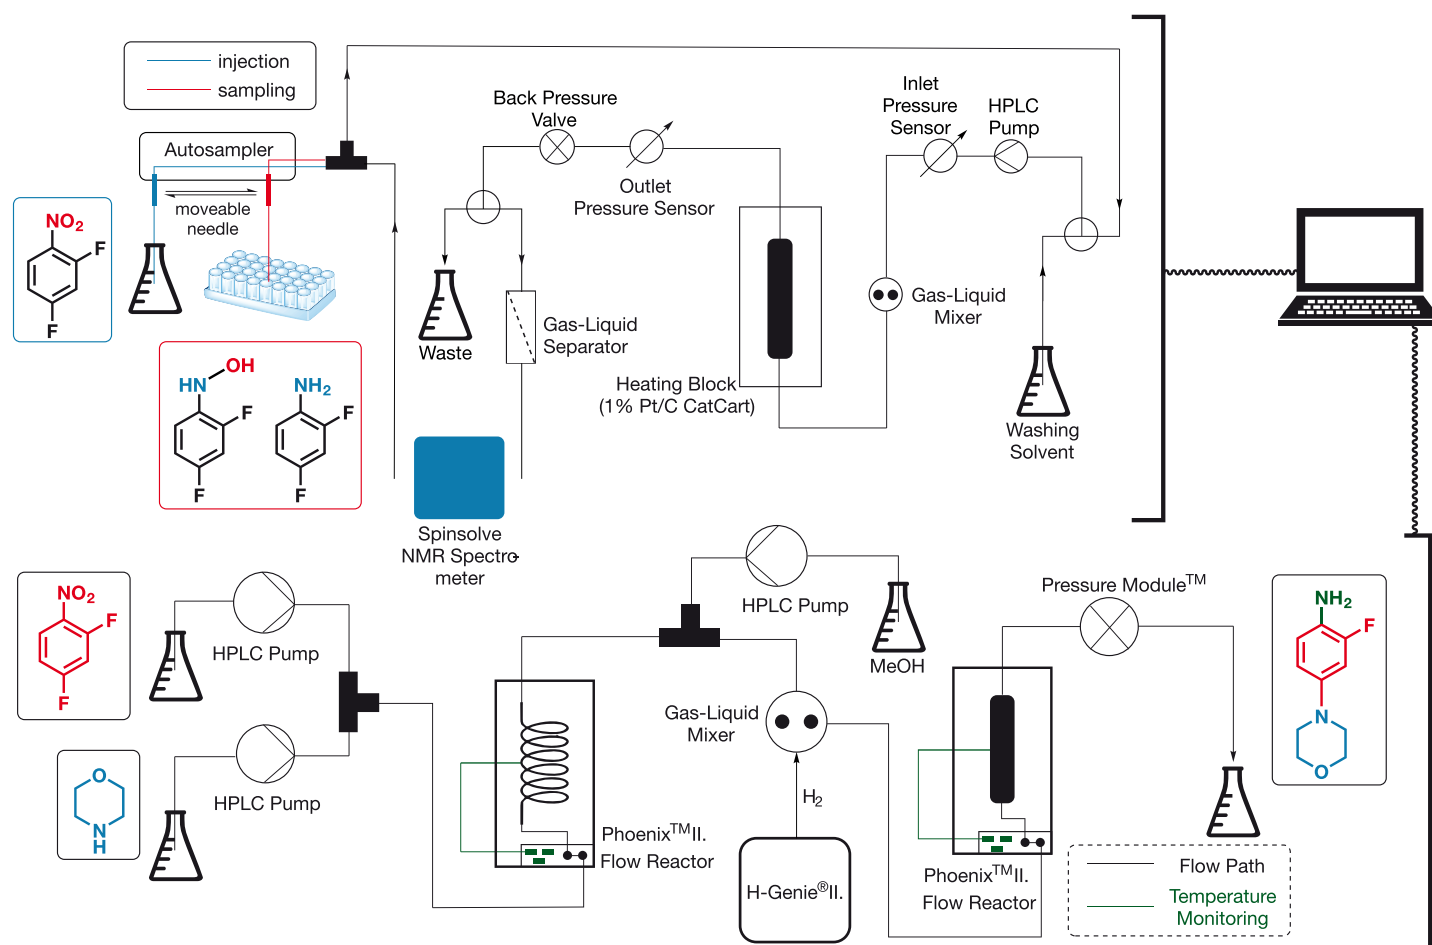 injection
sampling
Autosampler
moveable
needle
NO2
F
F
HN
OH
F
F
NH2
F
F
Back Pressure
Valve
Outlet
Pressure Sensor
Waste
Gas-Liquid
Separator
Heating Block
(1% Pt/C CatCart)
Inlet
Pressure
Sensor
HPLC
Pump
Gas-Liquid
Mixer
Washing
Solvent
Spinsolve
NMR Spectro-
meter
NO2
F
F
HPLC Pump
O
N
H
HPLC Pump
Phoenix™II.
Flow Reactor
HPLC Pump
MeOH
Gas-Liquid
Mixer
H2
H-Genie®II.
Pressure Module™
Phoenix™II.
Flow Reactor
NH2
F
N
O
Flow Path
Temperature
Monitoring